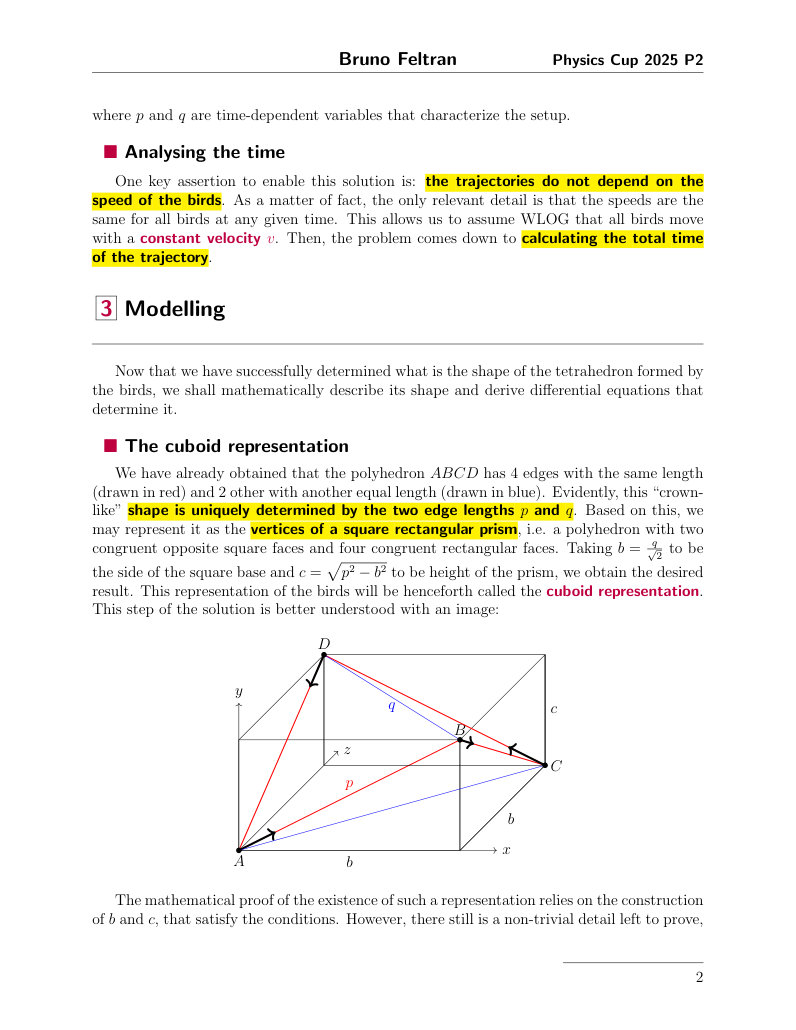 Bruno Feltran Physics Cup 2025 P2
where p and q are time-dependent variables that characterize the setup.
Analysing the time
One key assertion to enable this solution is: the trajectories do not depend on the
speed of the birds. As a matter of fact, the only relevant detail is that the speeds are the
same for all birds at any given time. This allows us to assume WLOG that all birds move
with a constant velocity v. Then, the problem comes down to calculating the total time
of the trajectory.
3 Modelling
Now that we have successfully determined what is the shape of the tetrahedron formed by
the birds, we shall mathematically describe its shape and derive differential equations that
determine it.
The cuboid representation
We have already obtained that the polyhedron ABCD has 4 edges with the same length
(drawn in red) and 2 other with another equal length (drawn in blue). Evidently, this “crown-
like” shape is uniquely determined by the two edge lengths p and q. Based on this, we
may represent it as the vertices of a square rectangular prism, i.e. a polyhedron with two
congruent opposite square faces and four congruent rectangular faces. Taking b = q/√2 to be
the side of the square base and c = √(p² − b²) to be height of the prism, we obtain the desired
result. This representation of the birds will be henceforth called the cuboid representation.
This step of the solution is better understood with an image:
D
y
q
c
B
z
C
p
b
A
b
x
The mathematical proof of the existence of such a representation relies on the construction
of b and c, that satisfy the conditions. However, there still is a non-trivial detail left to prove,
2